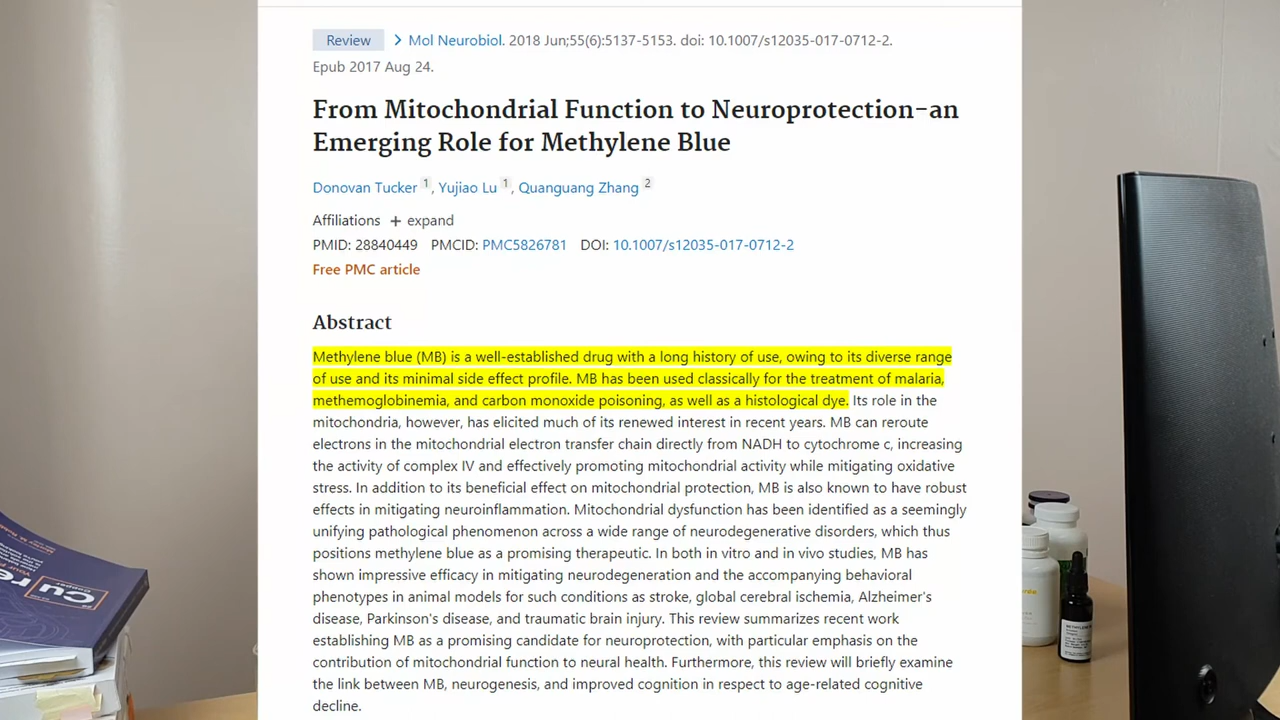 Review > Mol Neurobiol. 2018 Jun;55(6):5137-5153. doi: 10.1007/s12035-017-0712-2.
Epub 2017 Aug 24.
From Mitochondrial Function to Neuroprotection-an
Emerging Role for Methylene Blue
Donovan Tucker 1, Yujiao Lu 1, Quanguang Zhang 2
Affiliations + expand
PMID: 28840449 PMCID: PMC5826781 DOI: 10.1007/s12035-017-0712-2
Free PMC article
Abstract
Methylene blue (MB) is a well-established drug with a long history of use, owing to its diverse range
of use and its minimal side effect profile. MB has been used classically for the treatment of malaria,
methemoglobinemia, and carbon monoxide poisoning, as well as a histological dye. Its role in the
mitochondria, however, has elicited much of its renewed interest in recent years. MB can reroute
electrons in the mitochondrial electron transfer chain directly from NADH to cytochrome c, increasing
the activity of complex IV and effectively promoting mitochondrial activity while mitigating oxidative
stress. In addition to its beneficial effect on mitochondrial protection, MB is also known to have robust
effects in mitigating neuroinflammation. Mitochondrial dysfunction has been identified as a seemingly
unifying pathological phenomenon across a wide range of neurodegenerative disorders, which thus
positions methylene blue as a promising therapeutic. In both in vitro and in vivo studies, MB has
shown impressive efficacy in mitigating neurodegeneration and the accompanying behavioral
phenotypes in animal models for such conditions as stroke, global cerebral ischemia, Alzheimer's
disease, Parkinson's disease, and traumatic brain injury. This review summarizes recent work
establishing MB as a promising candidate for neuroprotection, with particular emphasis on the
contribution of mitochondrial function to neural health. Furthermore, this review will briefly examine
the link between MB, neurogenesis, and improved cognition in respect to age-related cognitive
decline.
Cu re